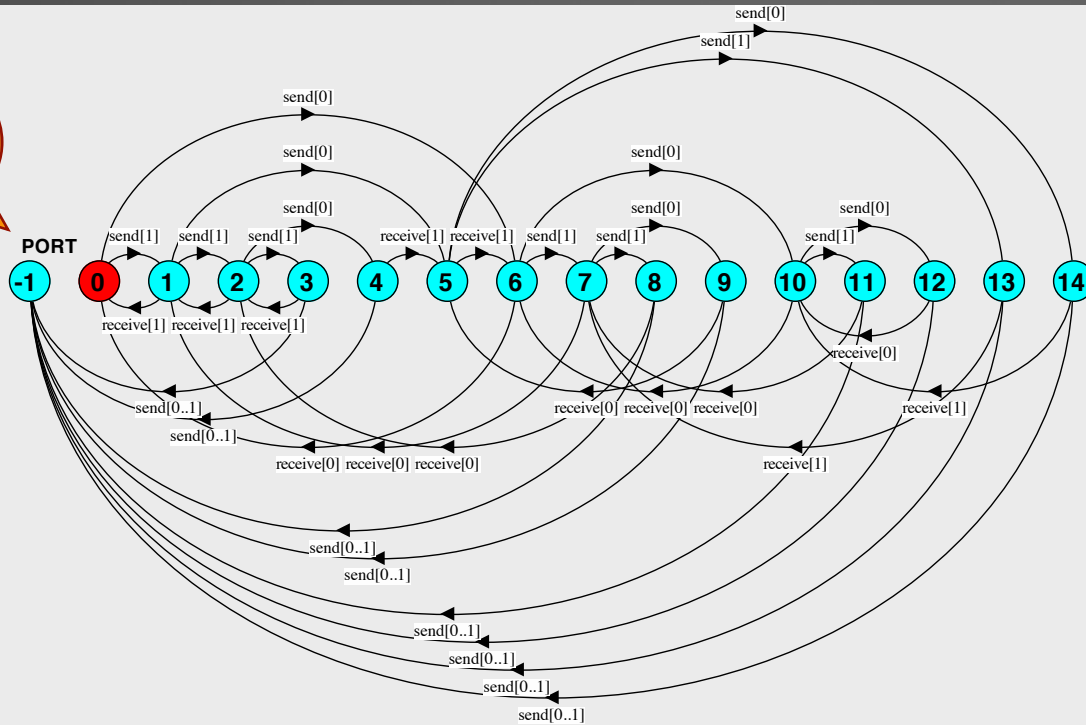 send[0]
send[1]
send[0]
send[0] send[0]
send[0] send[0] send[0]
send[1] send[1] send[1] receive[1] receive[1] send[1] send[1] send[1]
PORT
-1 0 1 2 3 4 5 6 7 8 9 10 11 12 13 14
receive[1] receive[1] receive[1]
receive[0]
send[0..1] receive[0] receive[0] receive[0] receive[1]
send[0..1]
receive[0] receive[0] receive[0] receive[1]
send[0..1]
send[0..1]
send[0..1]
send[0..1]
send[0..1]
send[0..1]